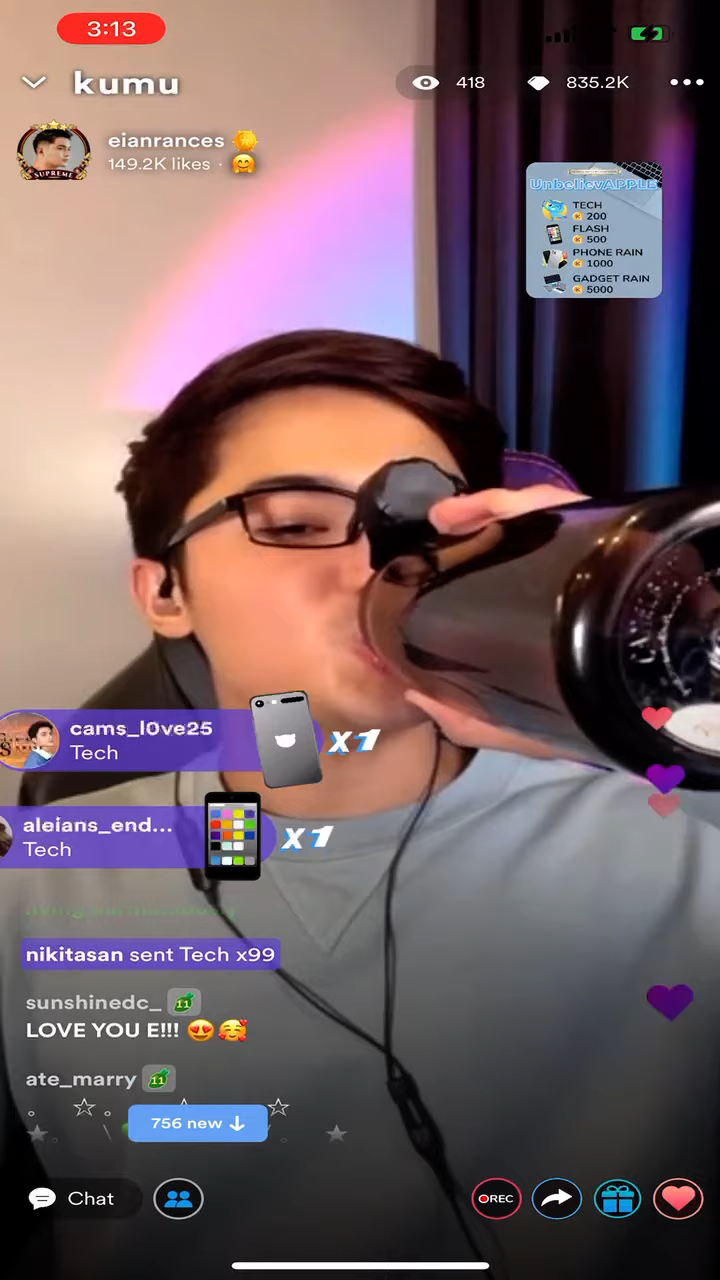 3:13
kumu
418
835.2K
eianrances
149.2K likes ·
SUPREME
UnbelievAPPLE
TECH
200
FLASH
500
PHONE RAIN
1000
GADGET RAIN
5000
cams_l0ve25
Tech
X1
aleians_end...
Tech
X1
nikitasan sent Tech x99
sunshinedc_ 11
LOVE YOU E!!! 😍🥰
ate_marry 11
756 new ↓
Chat
REC